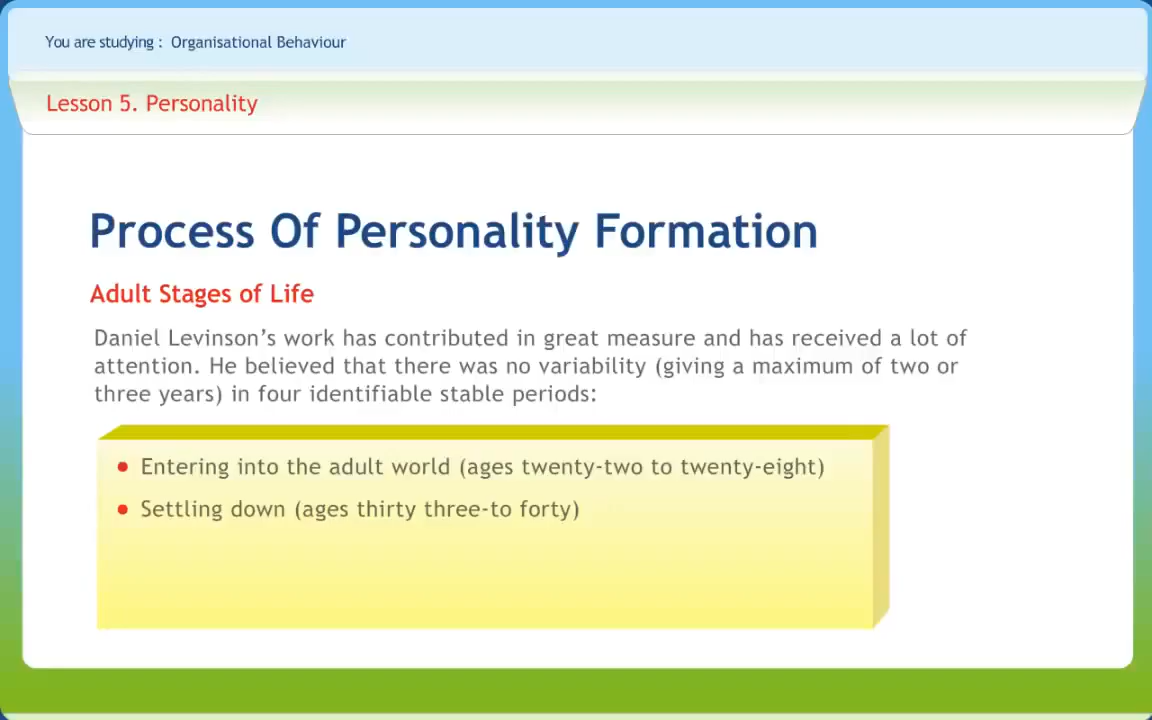 You are studying : Organisational Behaviour
Lesson 5. Personality
Process Of Personality Formation
Adult Stages of Life
Daniel Levinson's work has contributed in great measure and has received a lot of
attention. He believed that there was no variability (giving a maximum of two or
three years) in four identifiable stable periods:
• Entering into the adult world (ages twenty-two to twenty-eight)
• Settling down (ages thirty three-to forty)